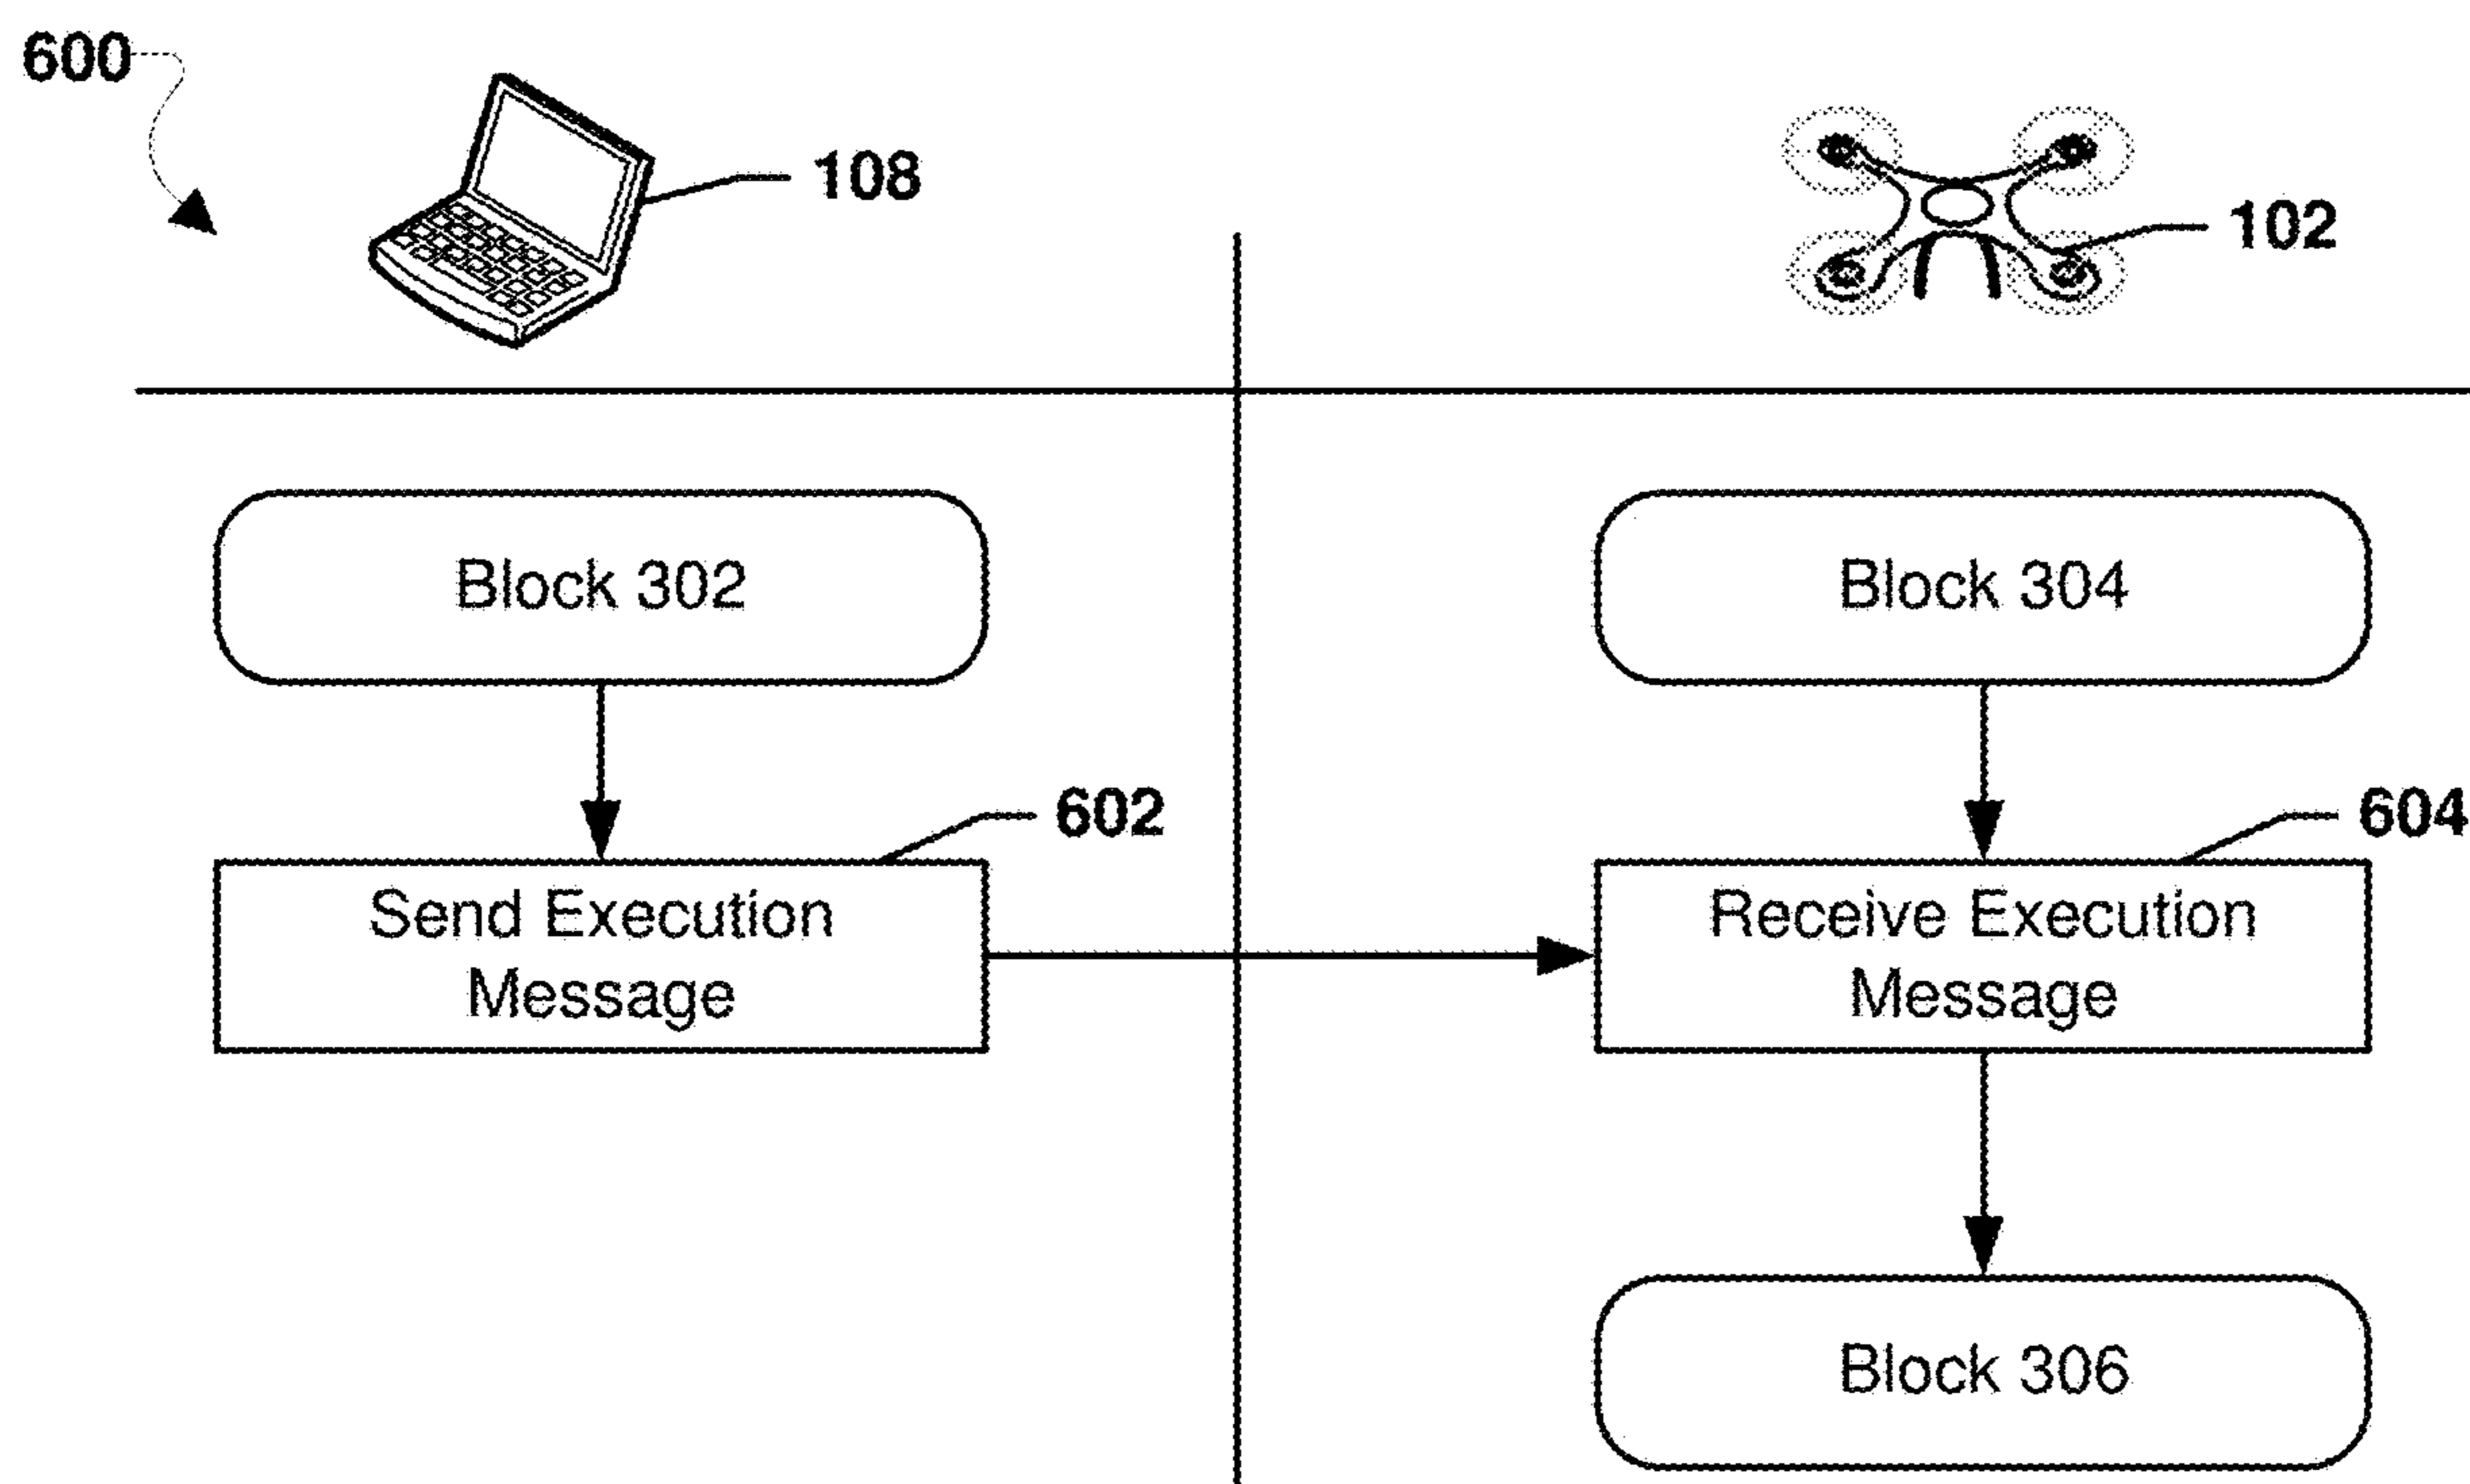 600
108
102
Block 302
Block 304
602
604
Send Execution
Message
Receive Execution
Message
Block 306